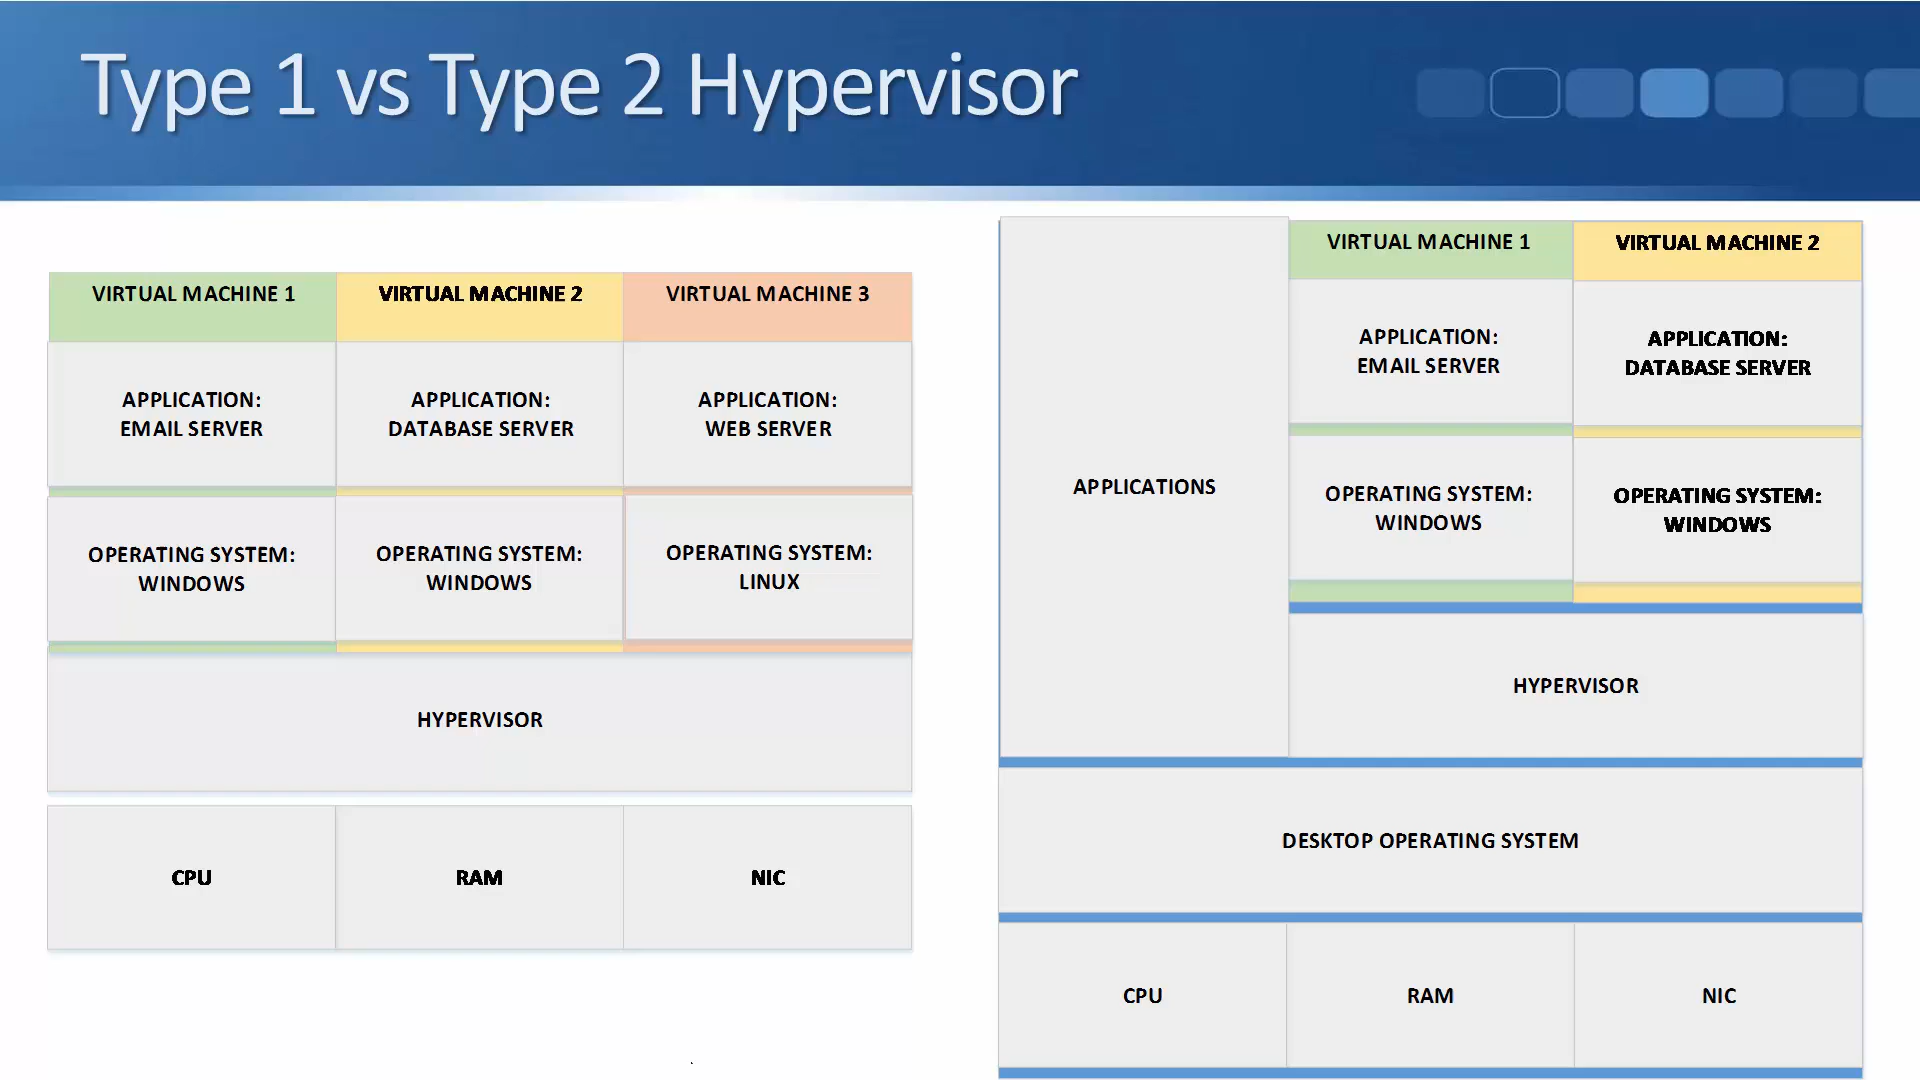 Type 1 vs Type 2 Hypervisor
VIRTUAL MACHINE 1
VIRTUAL MACHINE 2
VIRTUAL MACHINE 3
APPLICATION:
EMAIL SERVER
APPLICATION:
DATABASE SERVER
APPLICATION:
WEB SERVER
OPERATING SYSTEM:
WINDOWS
OPERATING SYSTEM:
WINDOWS
OPERATING SYSTEM:
LINUX
HYPERVISOR
CPU
RAM
NIC
APPLICATIONS
VIRTUAL MACHINE 1
VIRTUAL MACHINE 2
APPLICATION:
EMAIL SERVER
APPLICATION:
DATABASE SERVER
OPERATING SYSTEM:
WINDOWS
OPERATING SYSTEM:
WINDOWS
HYPERVISOR
DESKTOP OPERATING SYSTEM
CPU
RAM
NIC